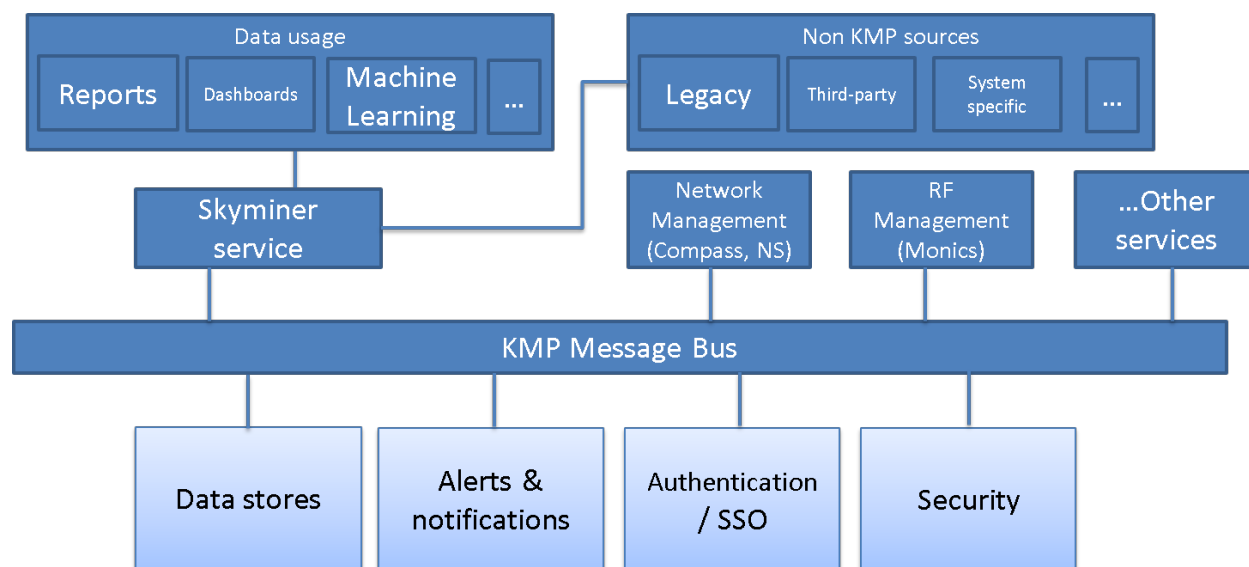 Data usage
Reports
Dashboards
Machine
Learning
...
Non KMP sources
Legacy
Third-party
System
specific
...
Skyminer
service
Network
Management
(Compass, NS)
RF
Management
(Monics)
...Other
services
KMP Message Bus
Data stores
Alerts &
notifications
Authentication
/ SSO
Security